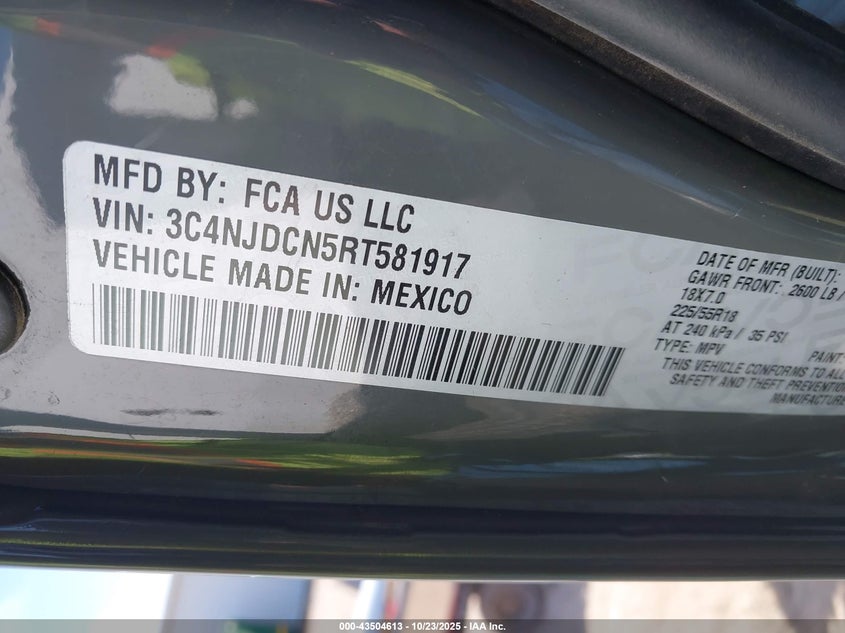 MFD BY: FCA US LLC
VIN: 3C4NJDCN5RT581917
VEHICLE MADE IN: MEXICO
DATE OF MFR (BUILT):
GAWR FRONT: 2600 LB /
18X7.0
225/55R18
AT 240 kPa / 35 PSI
TYPE: MPV
PAINT
THIS VEHICLE CONFORMS TO ALL
SAFETY AND THEFT PREVENTION
MANUFACTURE
000-43504613 | 10/23/2025 | IAA Inc.